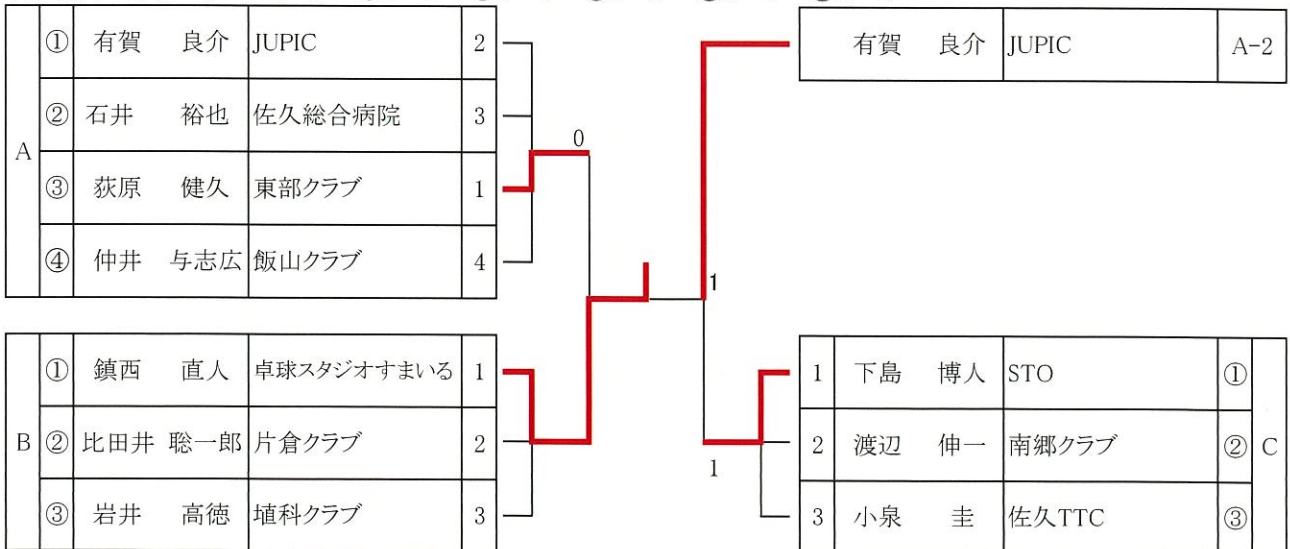 A
① 有賀 良介 JUPIC 2
② 石井 裕也 佐久総合病院 3
③ 荻原 健久 東部クラブ 1
④ 仲井 与志広 飯山クラブ 4
0
B
① 鎮西 直人 卓球スタジオすまいる 1
② 比田井 聡一郎 片倉クラブ 2
③ 岩井 高徳 埴科クラブ 3
有賀 良介 JUPIC A-2
1
1
1 下島 博人 STO ①
2 渡辺 伸一 南郷クラブ ②
3 小泉 圭 佐久TTC ③
C